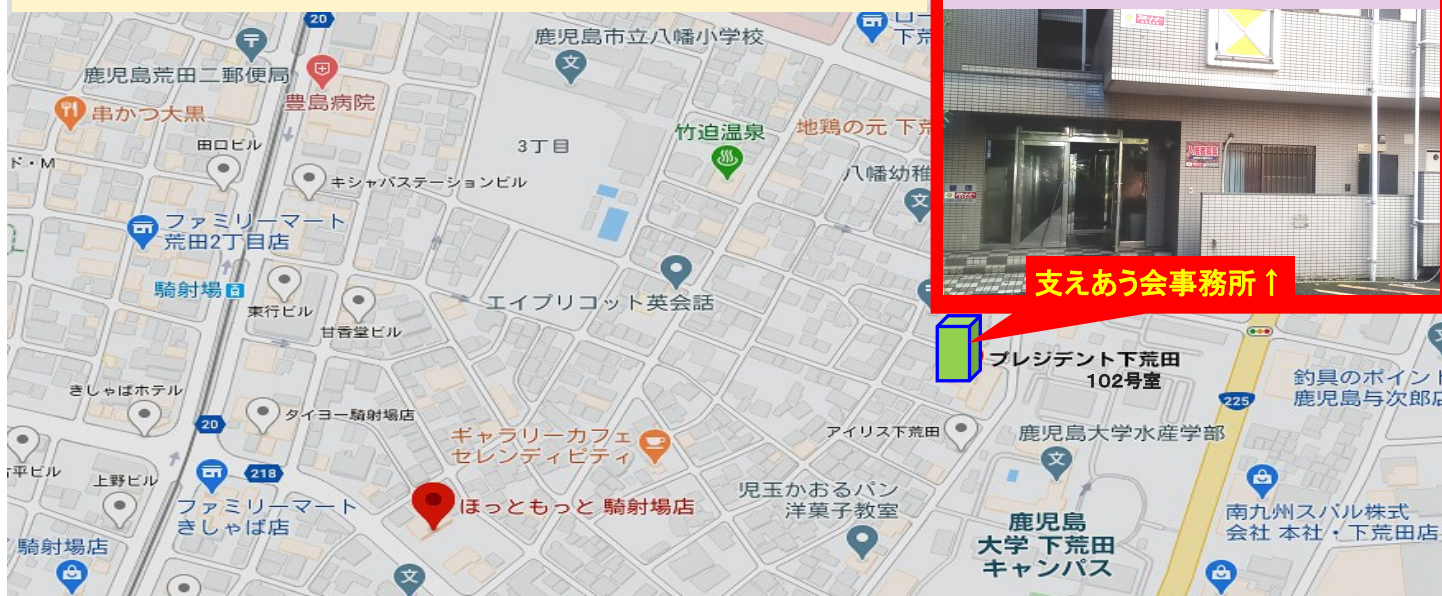 20
鹿児島市立八幡小学校
鹿児島荒田二郵便局
豊島病院
串かつ大黒
田口ビル
3丁目
竹迫温泉
地鶏の元 下荒
ド・M
キシャバステーションビル
八幡幼稚
ファミリーマート
荒田2丁目店
騎射場
東行ビル
甘香堂ビル
エイプリコット英会話
入居者募集
管理
支えあう会事務所↑
プレジデント下荒田
102号室
きしゃばホテル
タイヨー騎射場店
20
225
釣具のポイント
鹿児島与次郎店
ギャラリーカフェ
セレンディピティ
アイリス下荒田
鹿児島大学水産学部
平ビル
上野ビル
218
ファミリーマート
きしゃば店
ほっともっと 騎射場店
児玉かおるパン
洋菓子教室
鹿児島
大学 下荒田
キャンパス
南九州スバル株式
会社 本社・下荒田店
騎射場店